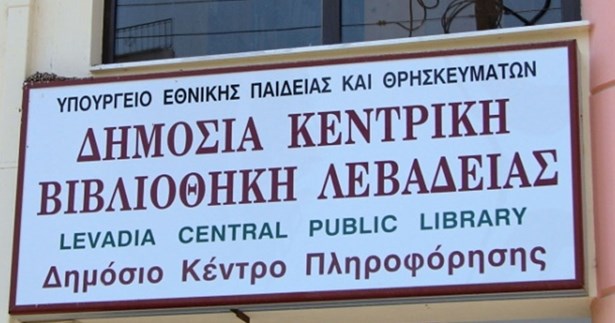 ΥΠΟΥΡΓΕΙΟ ΕΘΝΙΚΗΣ ΠΑΙΔΕΙΑΣ ΚΑΙ ΘΡΗΣΚΕΥΜΑΤΩΝ
ΔΗΜΟΣΙΑ ΚΕΝΤΡΙΚΗ
ΒΙΒΛΙΟΘΗΚΗ ΛΕΒΑΔΕΙΑΣ
LEVADIA CENTRAL PUBLIC LIBRARY
Δημόσιο Κέντρο Πληροφόρησης